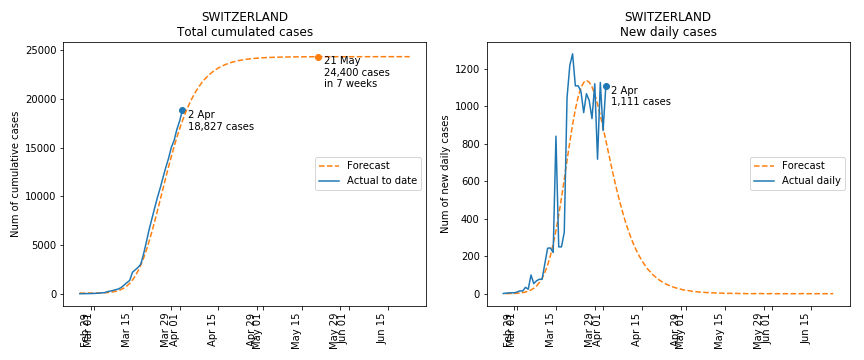 SWITZERLAND
Total cumulated cases
Num of cumulative cases
25000
20000
15000
10000
5000
0
21 May
24,400 cases
in 7 weeks
2 Apr
18,827 cases
Forecast
Actual to date
Feb 29
Mar 01
Mar 15
Mar 29
Apr 01
Apr 15
Apr 29
May 01
May 15
May 29
Jun 01
Jun 15
SWITZERLAND
New daily cases
Num of new daily cases
1200
1000
800
600
400
200
0
2 Apr
1,111 cases
Forecast
Actual daily
Feb 29
Mar 01
Mar 15
Mar 29
Apr 01
Apr 15
Apr 29
May 01
May 15
May 29
Jun 01
Jun 15